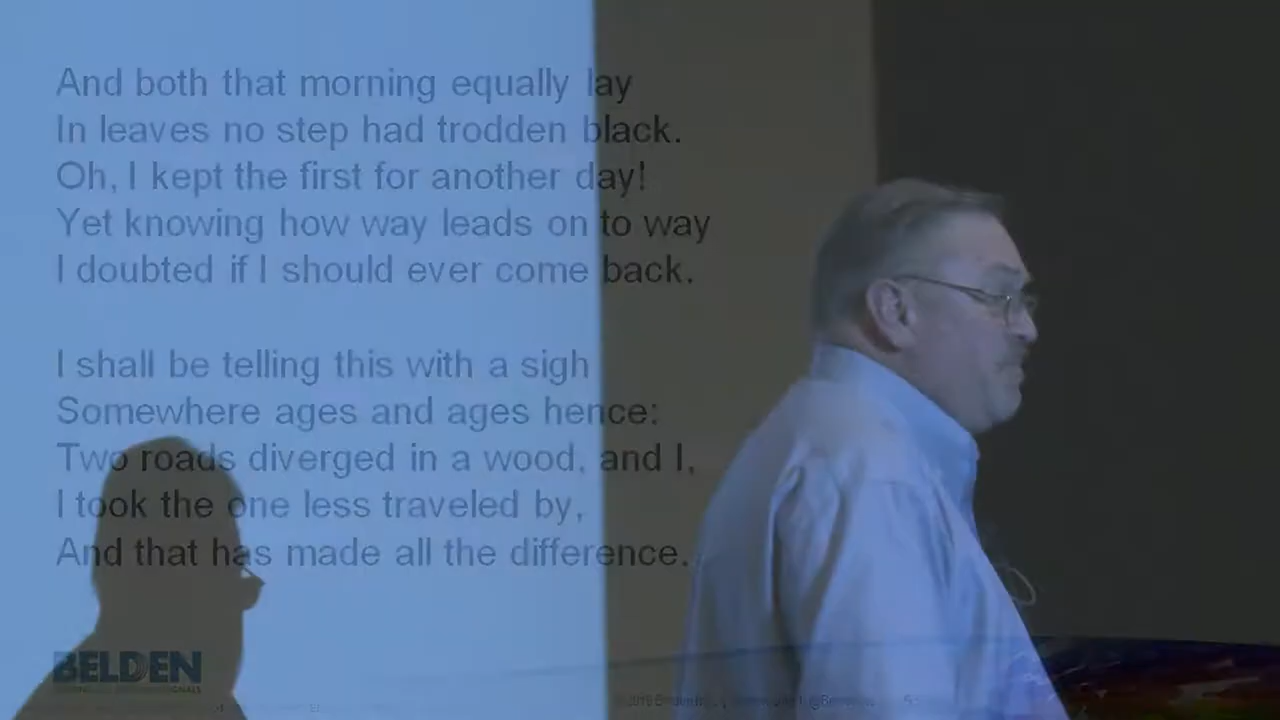 And both that morning equally lay
In leaves no step had trodden black.
Oh, I kept the first for another day!
Yet knowing how way leads on to way
I doubted if I should ever come back.
I shall be telling this with a sigh
Somewhere ages and ages hence:
Two roads diverged in a wood, and I,
I took the one less traveled by,
And that has made all the difference.
BELDEN